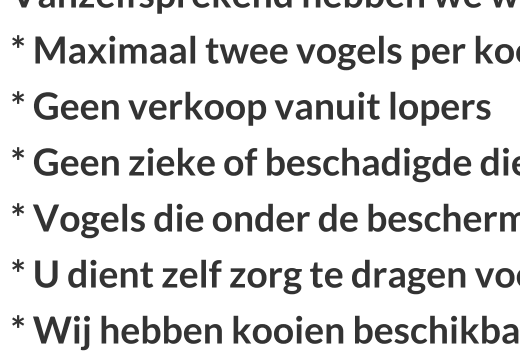 Vanzelfsprekend hebben we
* Maximaal twee vogels per
* Geen verkoop vanuit lopers
* Geen zieke of beschadigde
* Vogels die onder de
* U dient zelf zorg te dragen
* Wij hebben kooien